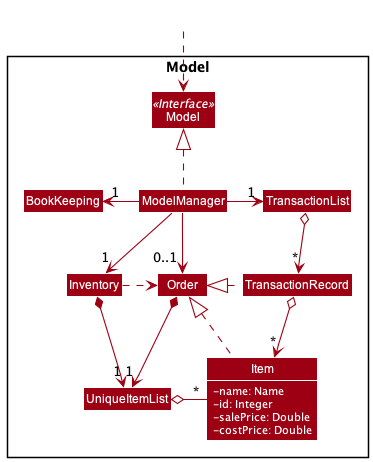 Model
«Interface»
Model
BookKeeping
1
ModelManager
1
TransactionList
1
0..1
*
Inventory
Order
TransactionRecord
*
Item
1
1
UniqueItemList
*
−name: Name
−id: Integer
−salePrice: Double
−costPrice: Double